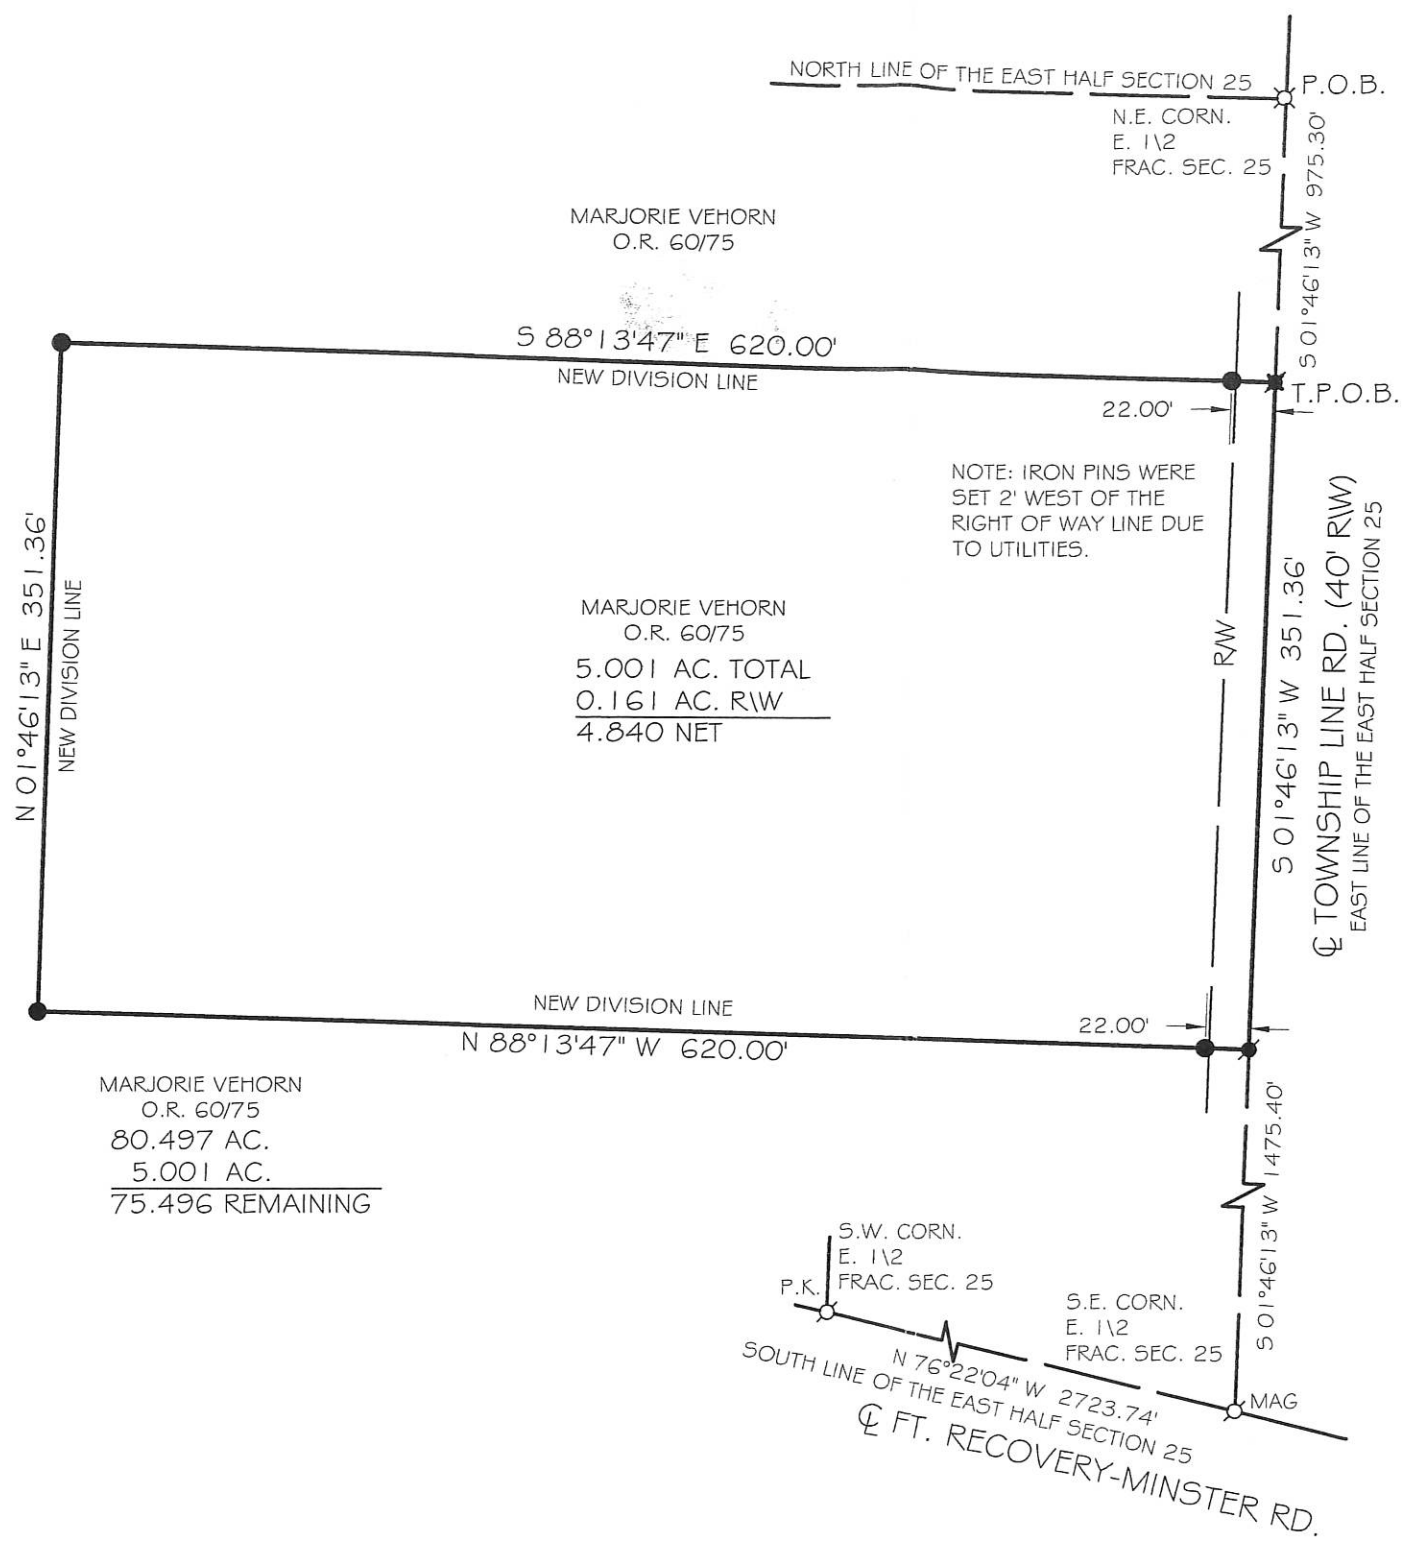 NORTH LINE OF THE EAST HALF SECTION 25
P.O.B.
N.E. CORN.
E. 1\2
FRAC. SEC. 25
S 01°46'13" W 975.30'
MARJORIE VEHORN
O.R. 60/75
S 88°13'47" E 620.00'
NEW DIVISION LINE
T.P.O.B.
22.00'
NOTE: IRON PINS WERE
SET 2' WEST OF THE
RIGHT OF WAY LINE DUE
TO UTILITIES.
N 01°46'13" E 351.36'
NEW DIVISION LINE
MARJORIE VEHORN
O.R. 60/75
5.001 AC. TOTAL
0.161 AC. R\W
4.840 NET
R/W
S 01°46'13" W 351.36'
℄ TOWNSHIP LINE RD. (40' R\W)
EAST LINE OF THE EAST HALF SECTION 25
NEW DIVISION LINE
N 88°13'47" W 620.00'
22.00'
MARJORIE VEHORN
O.R. 60/75
80.497 AC.
5.001 AC.
75.496 REMAINING
S 01°46'13" W 1475.40'
S.W. CORN.
E. 1\2
FRAC. SEC. 25
P.K.
S.E. CORN.
E. 1\2
FRAC. SEC. 25
MAG
N 76°22'04" W 2723.74'
SOUTH LINE OF THE EAST HALF SECTION 25
℄ FT. RECOVERY-MINSTER RD.